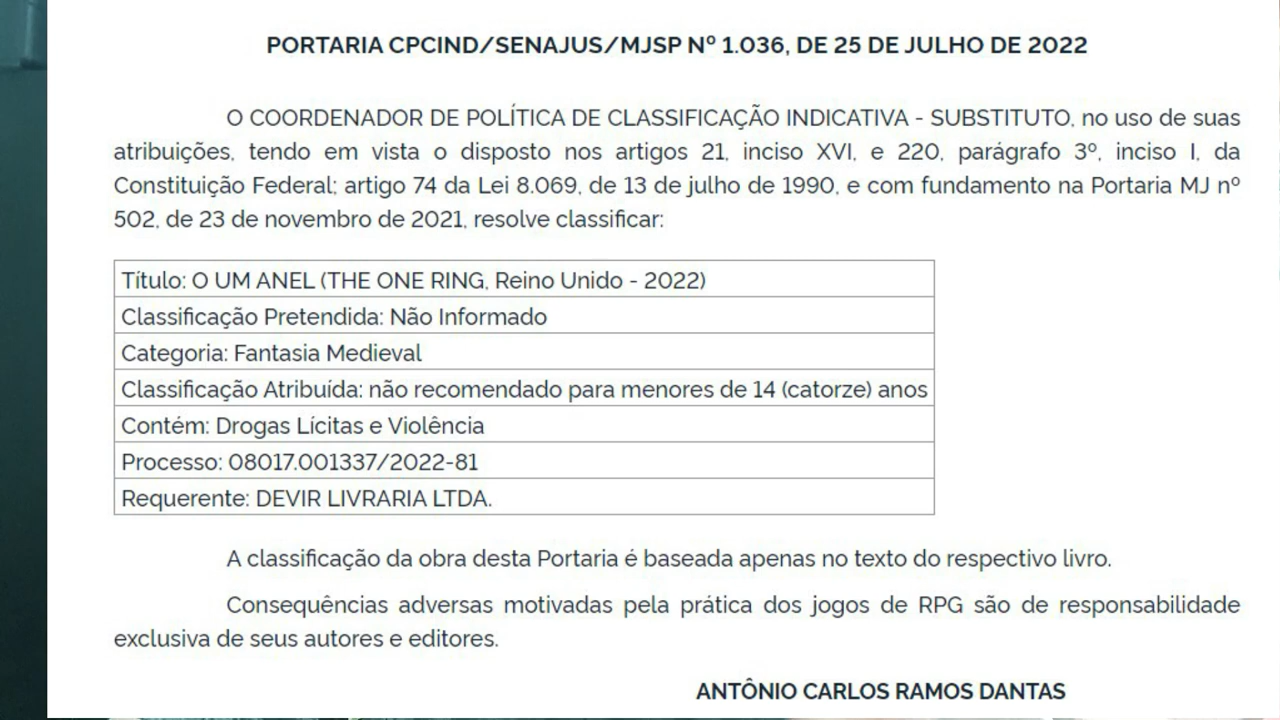 PORTARIA CPCIND/SENAJUS/MJSP Nº 1.036, DE 25 DE JULHO DE 2022
O COORDENADOR DE POLÍTICA DE CLASSIFICAÇÃO INDICATIVA - SUBSTITUTO, no uso de suas
atribuições, tendo em vista o disposto nos artigos 21, inciso XVI, e 220, parágrafo 3º, inciso I, da
Constituição Federal; artigo 74 da Lei 8.069, de 13 de julho de 1990, e com fundamento na Portaria MJ nº
502, de 23 de novembro de 2021, resolve classificar:
Título: O UM ANEL (THE ONE RING, Reino Unido - 2022)
Classificação Pretendida: Não Informado
Categoria: Fantasia Medieval
Classificação Atribuída: não recomendado para menores de 14 (catorze) anos
Contém: Drogas Lícitas e Violência
Processo: 08017.001337/2022-81
Requerente: DEVIR LIVRARIA LTDA.
A classificação da obra desta Portaria é baseada apenas no texto do respectivo livro.
Consequências adversas motivadas pela prática dos jogos de RPG são de responsabilidade
exclusiva de seus autores e editores.
ANTÔNIO CARLOS RAMOS DANTAS